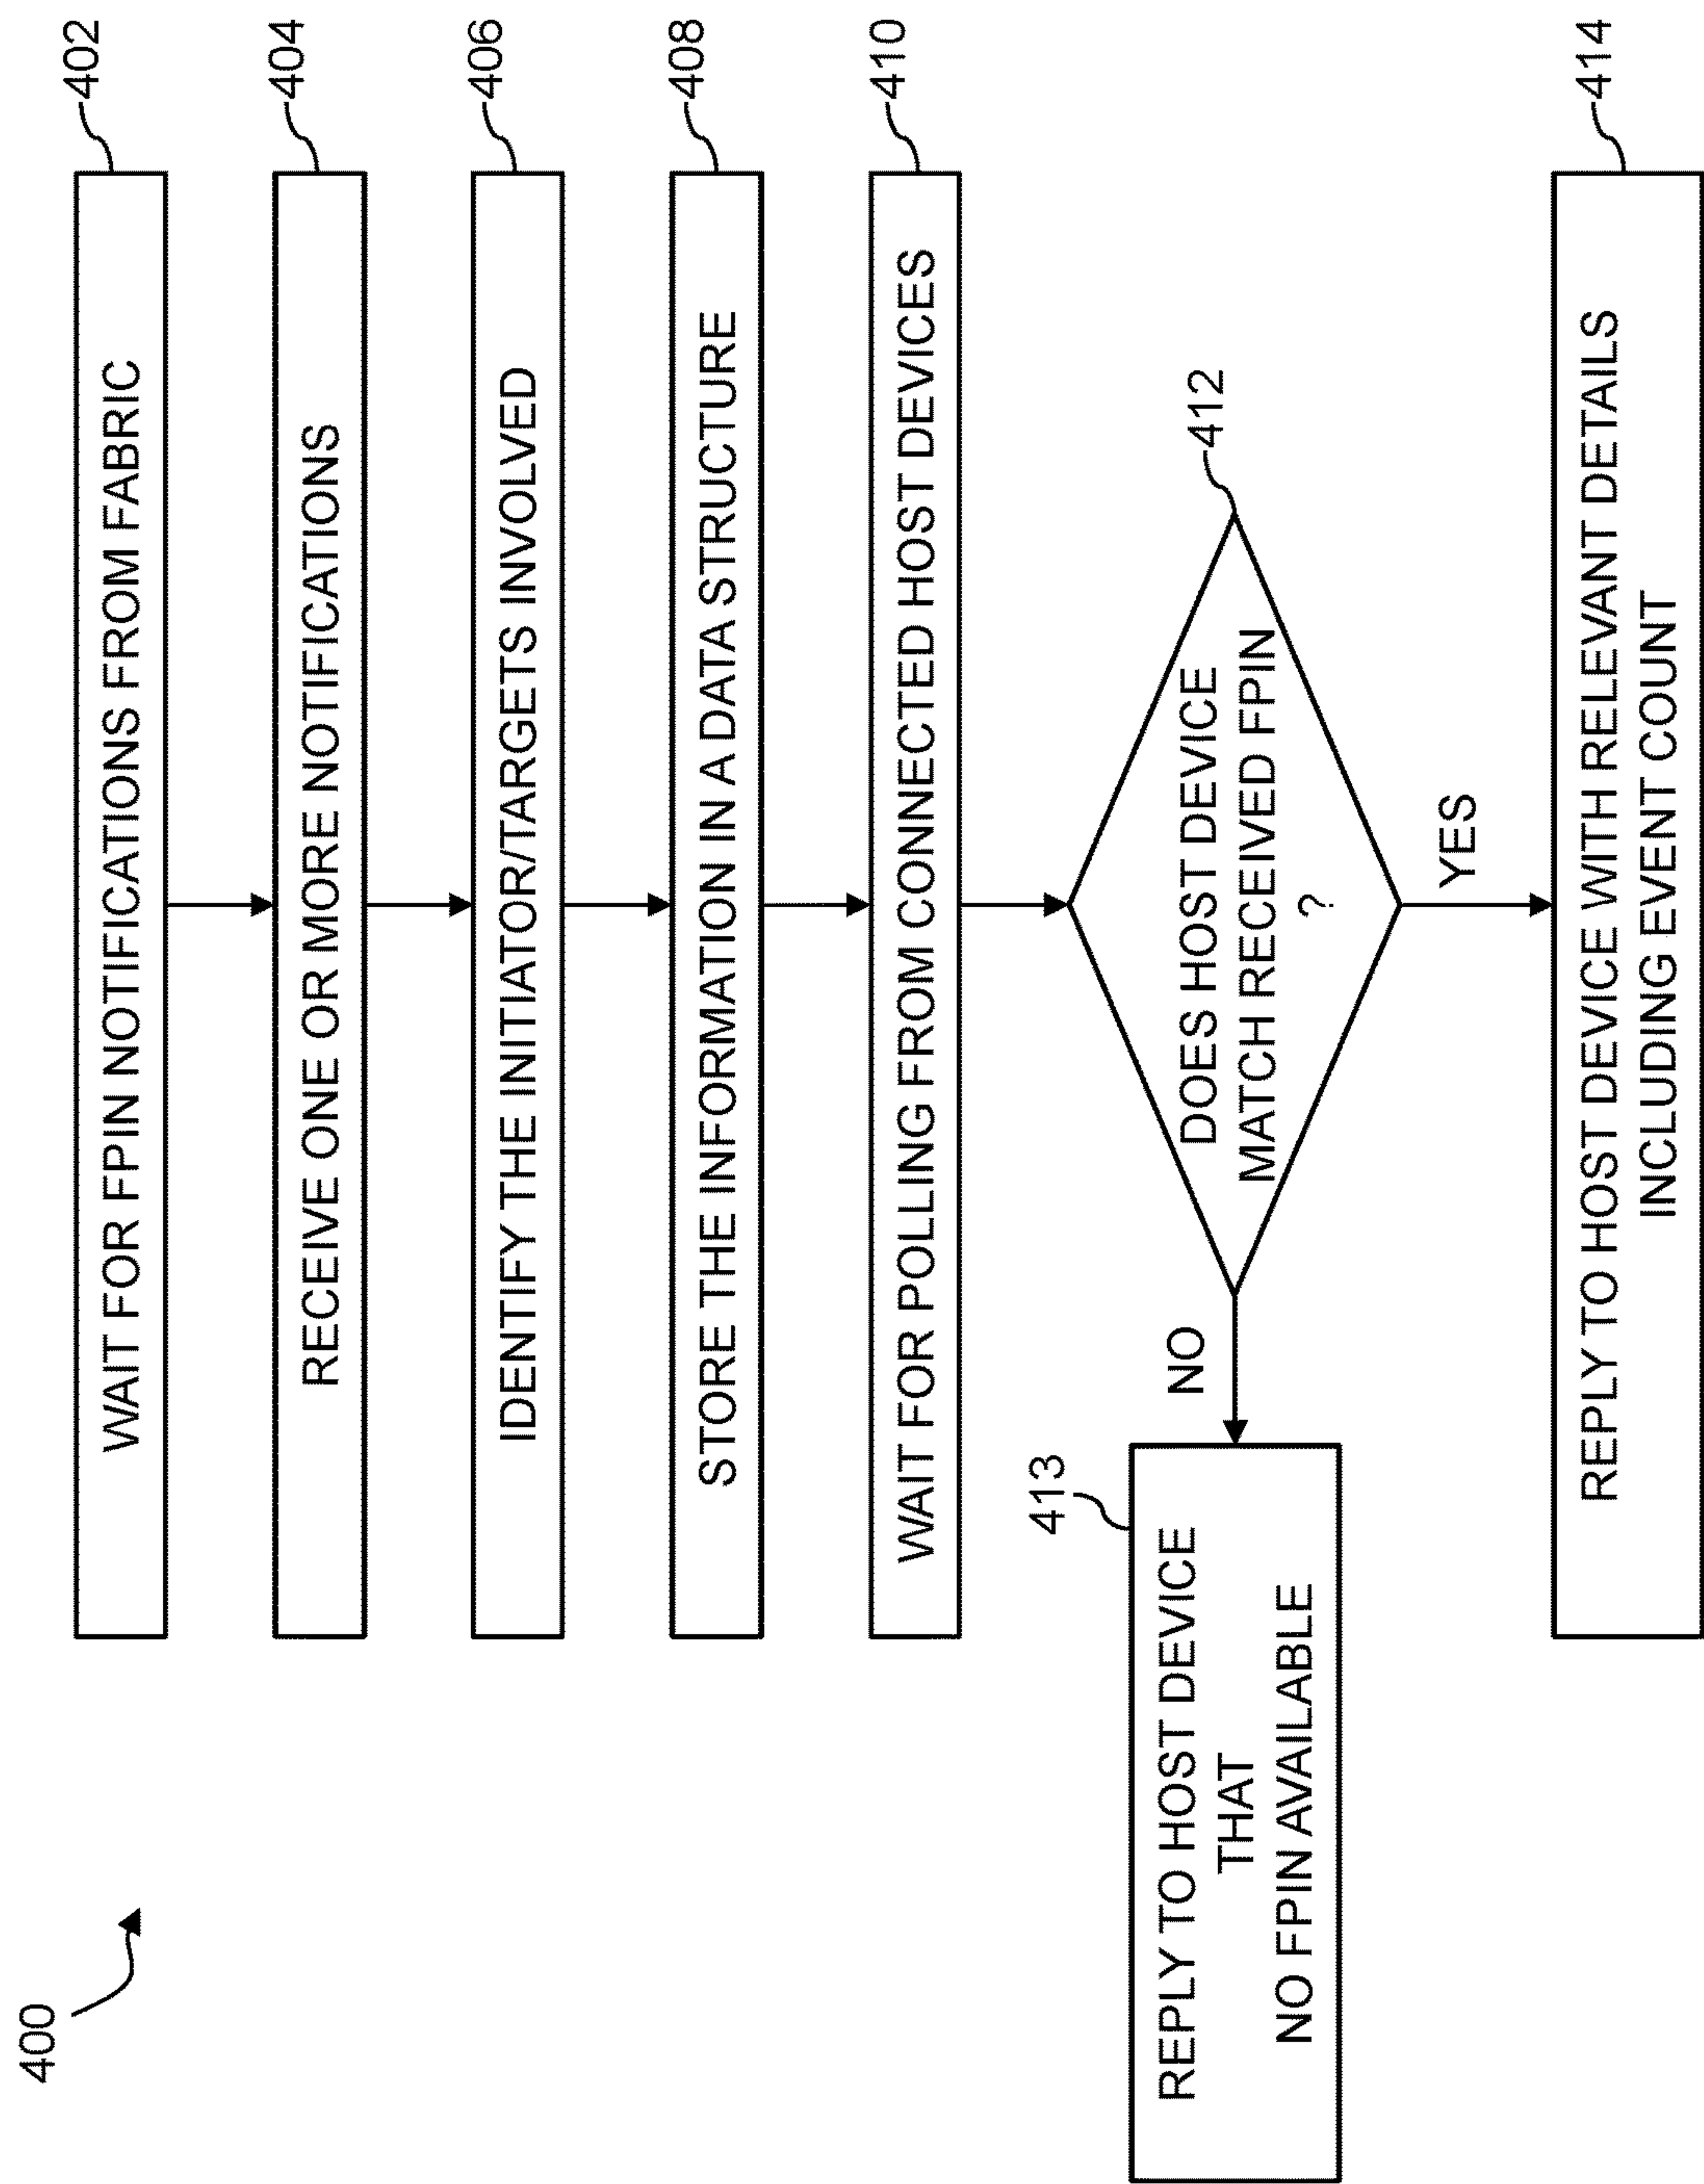 400
402
WAIT FOR FPIN NOTIFICATIONS FROM FABRIC
404
RECEIVE ONE OR MORE NOTIFICATIONS
406
IDENTIFY THE INITIATOR/TARGETS INVOLVED
408
STORE THE INFORMATION IN A DATA STRUCTURE
410
WAIT FOR POLLING FROM CONNECTED HOST DEVICES
412
DOES HOST DEVICE
MATCH RECEIVED FPIN
?
NO
413
REPLY TO HOST DEVICE
THAT
NO FPIN AVAILABLE
YES
414
REPLY TO HOST DEVICE WITH RELEVANT DETAILS
INCLUDING EVENT COUNT